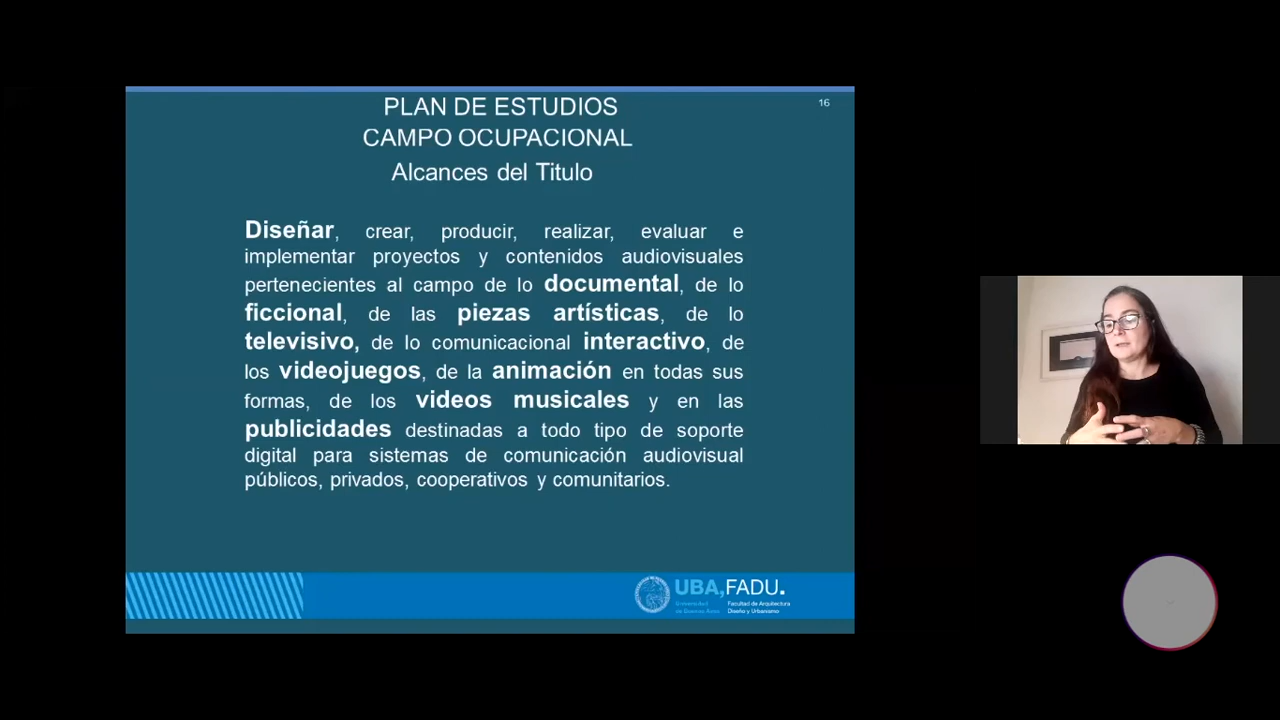 PLAN DE ESTUDIOS
16
CAMPO OCUPACIONAL
Alcances del Titulo
Diseñar, crear, producir, realizar, evaluar e
implementar proyectos y contenidos audiovisuales
pertenecientes al campo de lo documental, de lo
ficcional, de las piezas artísticas, de lo
televisivo, de lo comunicacional interactivo, de
los videojuegos, de la animación en todas sus
formas, de los videos musicales y en las
publicidades destinadas a todo tipo de soporte
digital para sistemas de comunicación audiovisual
públicos, privados, cooperativos y comunitarios.
UBA, FADU.
Universidad
de Buenos Aires
Facultad de Arquitectura
Diseño y Urbanismo